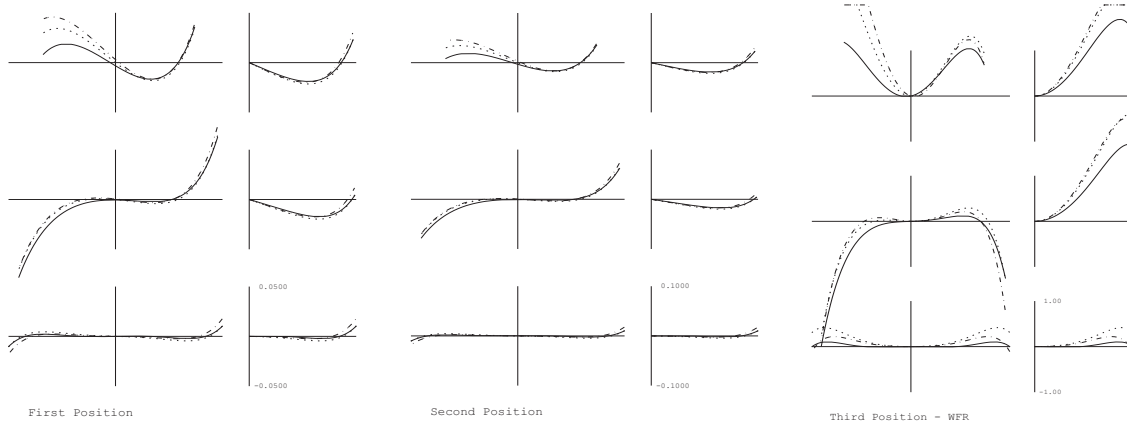 0.0500
0.1000
1.00
-0.0500
-0.1000
-1.00
First Position
Second Position
Third Position - WFR